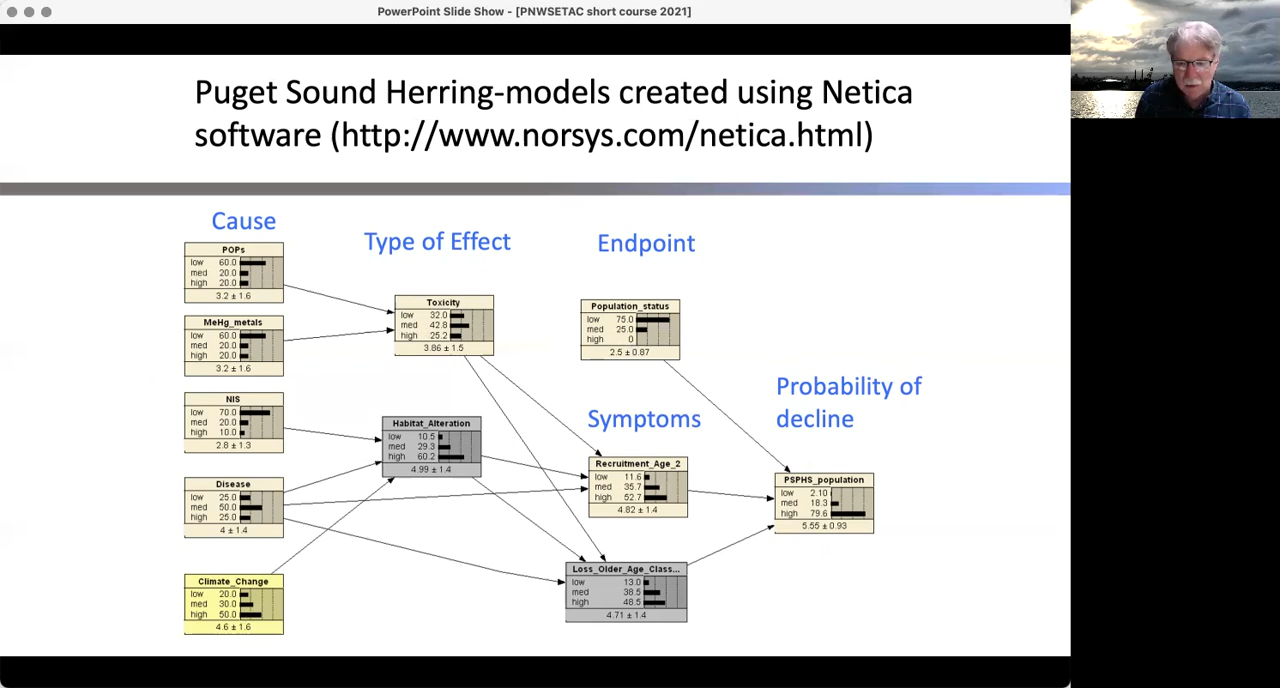 PowerPoint Slide Show - [PNWSETAC short course 2021]
Puget Sound Herring-models created using Netica
software (http://www.norsys.com/netica.html)
Cause
Type of Effect
Endpoint
POPs
low 60.0
med 20.0
high 20.0
3.2 ± 1.6
MeHg_metals
low 60.0
med 20.0
high 20.0
3.2 ± 1.6
NIS
low 70.0
med 20.0
high 10.0
2.8 ± 1.3
Disease
low 25.0
med 50.0
high 25.0
4 ± 1.4
Climate_Change
low 20.0
med 30.0
high 50.0
4.6 ± 1.6
Toxicity
low 32.0
med 42.8
high 25.2
3.86 ± 1.5
Habitat_Alteration
low 10.5
med 29.3
high 60.2
4.99 ± 1.4
Population_status
low 75.0
med 25.0
high 0
2.5 ± 0.87
Symptoms
Recruitment_Age_2
low 11.6
med 35.7
high 52.7
4.82 ± 1.4
Loss_Older_Age_Class...
low 13.0
med 38.5
high 48.5
4.71 ± 1.4
Probability of
decline
PSPHS_population
low 2.10
med 18.3
high 79.6
5.55 ± 0.93